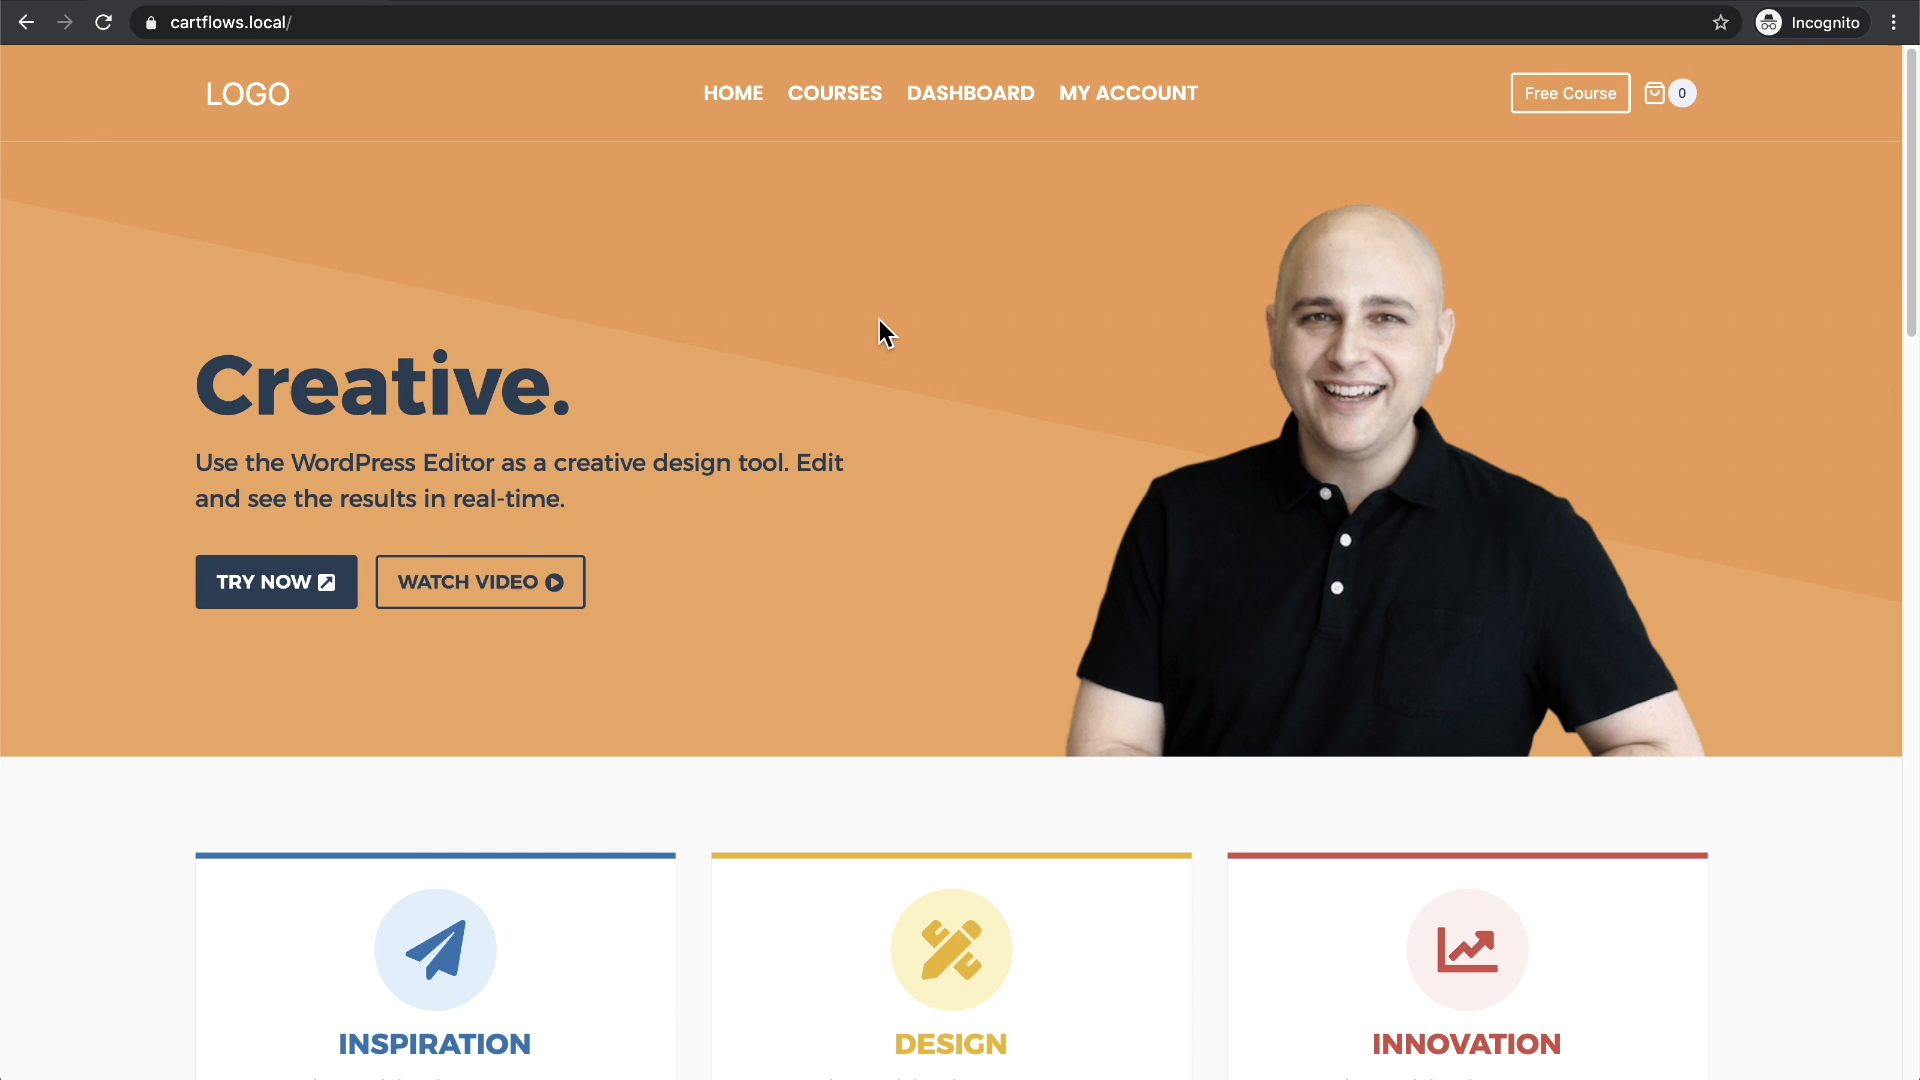 cartflows.local/
Incognito
LOGO
HOME COURSES DASHBOARD MY ACCOUNT
Free Course
0
Creative.
Use the WordPress Editor as a creative design tool. Edit
and see the results in real-time.
TRY NOW
WATCH VIDEO
INSPIRATION
DESIGN
INNOVATION